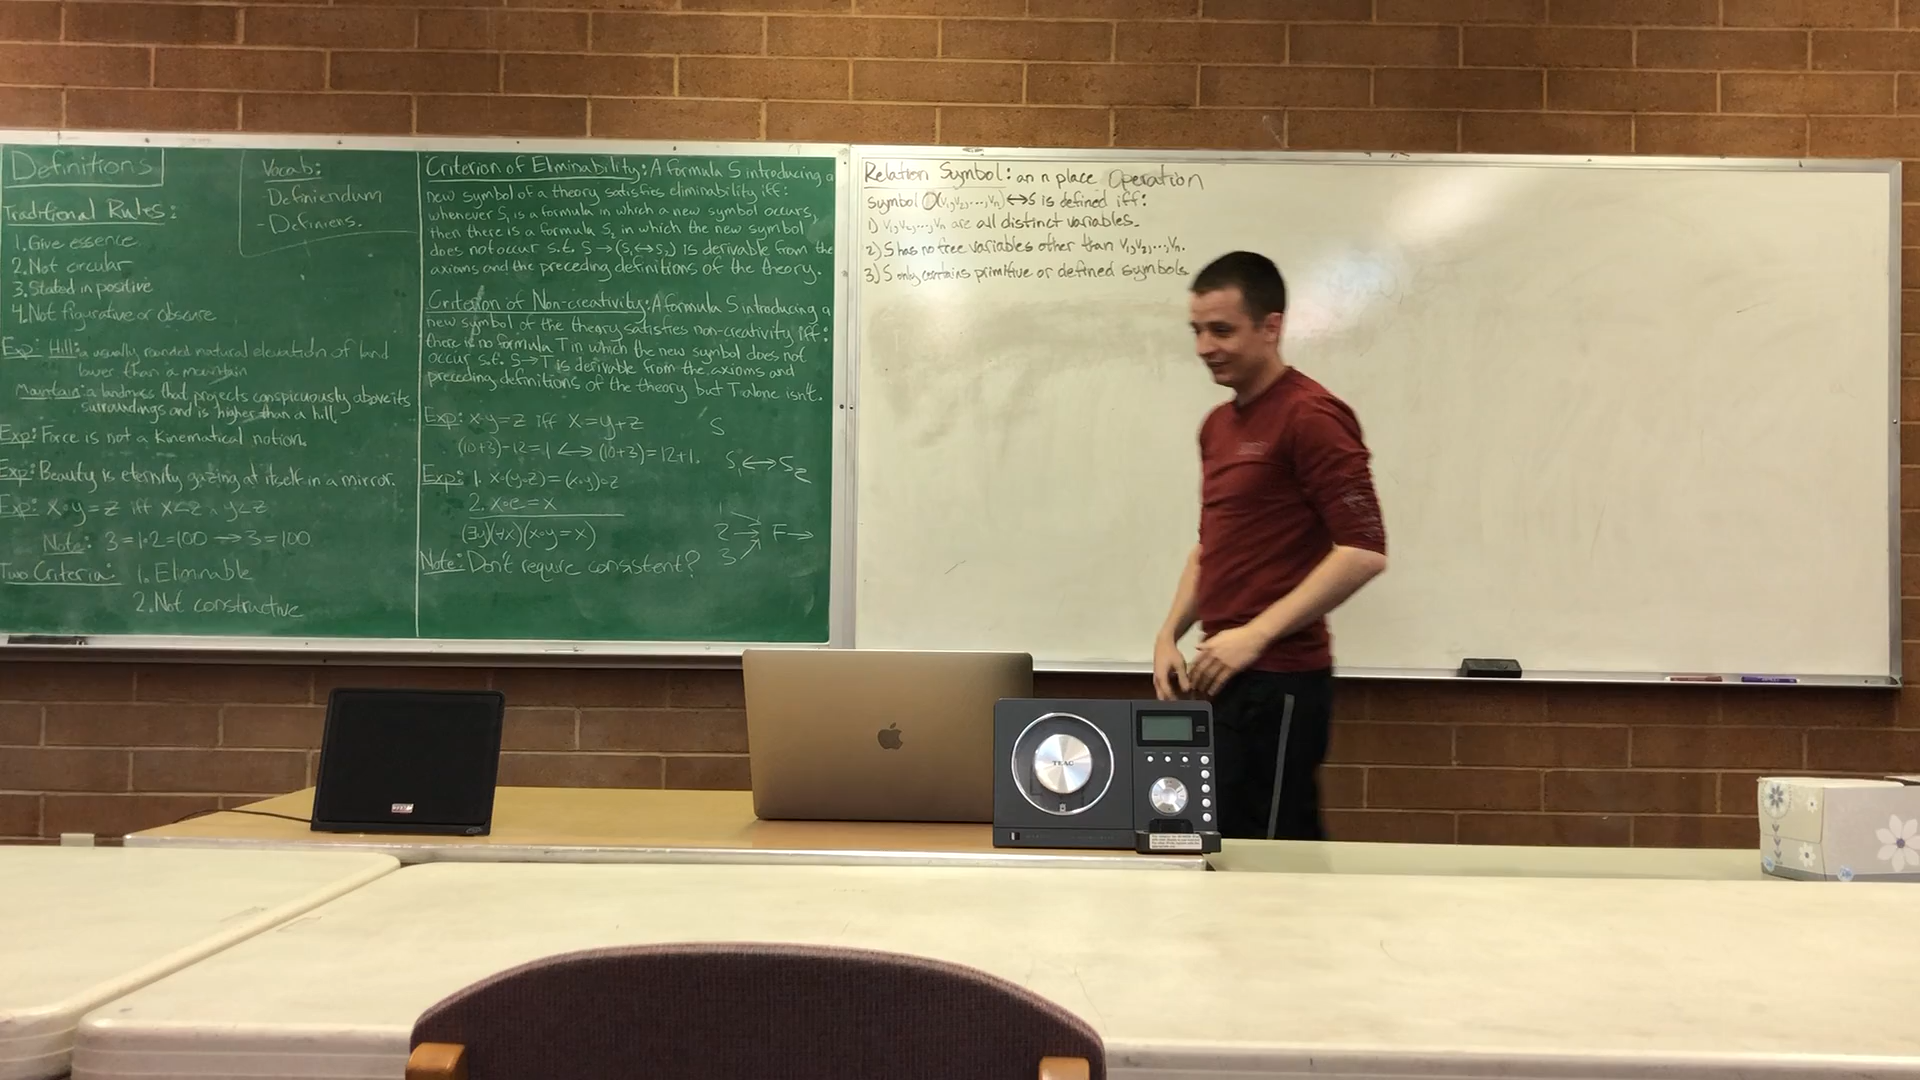 Definitions
Vocab:
-Definiendum
-Definiens.
Traditional Rules:
1.Give essence
2.Not circular
3.Stated in positive
4.Not figurative or obscure
Exp: Hill: a usually rounded natural elevation of land
lower than a mountain
Mountain: a landmass that projects conspicuously above its
surroundings and is higher than a hill.
Exp: Force is not a Kinematical notion.
Exp: Beauty is eternity gazing at itself in a mirror.
Exp: x∘y=z iff x<z ∧ y<z
Note: 3=1∘2=100 → 3=100
Two Criteria: 1. Elminable
2.Not constructive
Criterion of Elminability: A formula S introducing a
new symbol of a theory satisfies eliminability iff:
whenever S₁ is a formula in which a new symbol occurs,
then there is a formula S₂ in which the new symbol
does not occur s.t. S→(S₁↔S₂) is derivable from the
axioms and the preceding definitions of the theory.
Criterion of Non-creativity: A formula S introducing a
new symbol of the theory satisfies non-creativity iff:
there is no formula T in which the new symbol does not
occur s.t. S→T is derivable from the axioms and
preceding definitions of the theory but T alone isn't.
Exp: x-y=z iff x=y+z
(10+3)-12=1 ↔ (10+3)=12+1.
Exp: 1. x∘(y∘z)=(x∘y)∘z
2. x∘e=x
(∃y)(∀x)(x∘y=x)
Note: Don't require consistent?
S
S₁↔S₂
1
2 → F→
3
Relation Symbol: an n place Operation
symbol O(v₁,v₂,...,vₙ)↔S is defined iff:
1) v₁,v₂,...,vₙ are all distinct variables.
2) S has no free variables other than v₁,v₂,...,vₙ.
3) S only contains primitive or defined symbols
TEAC